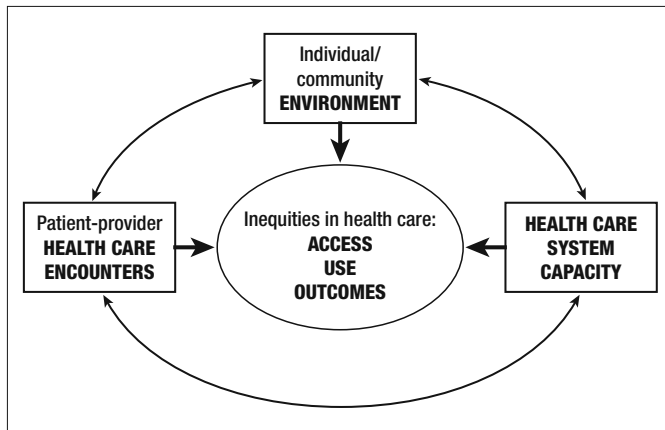 Individual/
community
ENVIRONMENT
Patient-provider
HEALTH CARE
ENCOUNTERS
Inequities in health care:
ACCESS
USE
OUTCOMES
HEALTH CARE
SYSTEM
CAPACITY